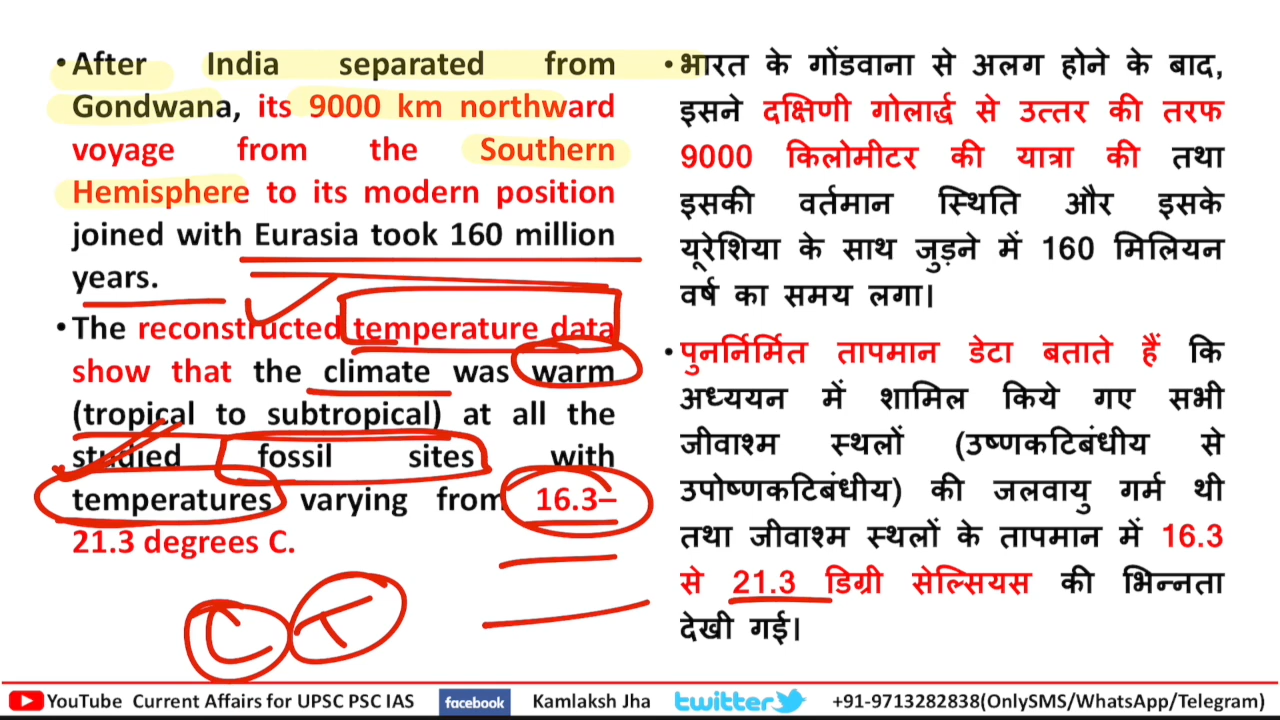 •After India separated from
Gondwana, its 9000 km northward
voyage from the Southern
Hemisphere to its modern position
joined with Eurasia took 160 million
years.
•The reconstructed temperature data
show that the climate was warm
(tropical to subtropical) at all the
studied fossil sites with
temperatures varying from 16.3–
21.3 degrees C.
C T
•भारत के गोंडवाना से अलग होने के बाद,
इसने दक्षिणी गोलार्द्ध से उत्तर की तरफ
9000 किलोमीटर की यात्रा की तथा
इसकी वर्तमान स्थिति और इसके
यूरेशिया के साथ जुड़ने में 160 मिलियन
वर्ष का समय लगा।
•पुनर्निर्मित तापमान डेटा बताते हैं कि
अध्ययन में शामिल किये गए सभी
जीवाश्म स्थलों (उष्णकटिबंधीय से
उपोष्णकटिबंधीय) की जलवायु गर्म थी
तथा जीवाश्म स्थलों के तापमान में 16.3
से 21.3 डिग्री सेल्सियस की भिन्नता
देखी गई।
YouTube Current Affairs for UPSC PSC IAS facebook Kamlaksh Jha twitter +91-9713282838(OnlySMS/WhatsApp/Telegram)